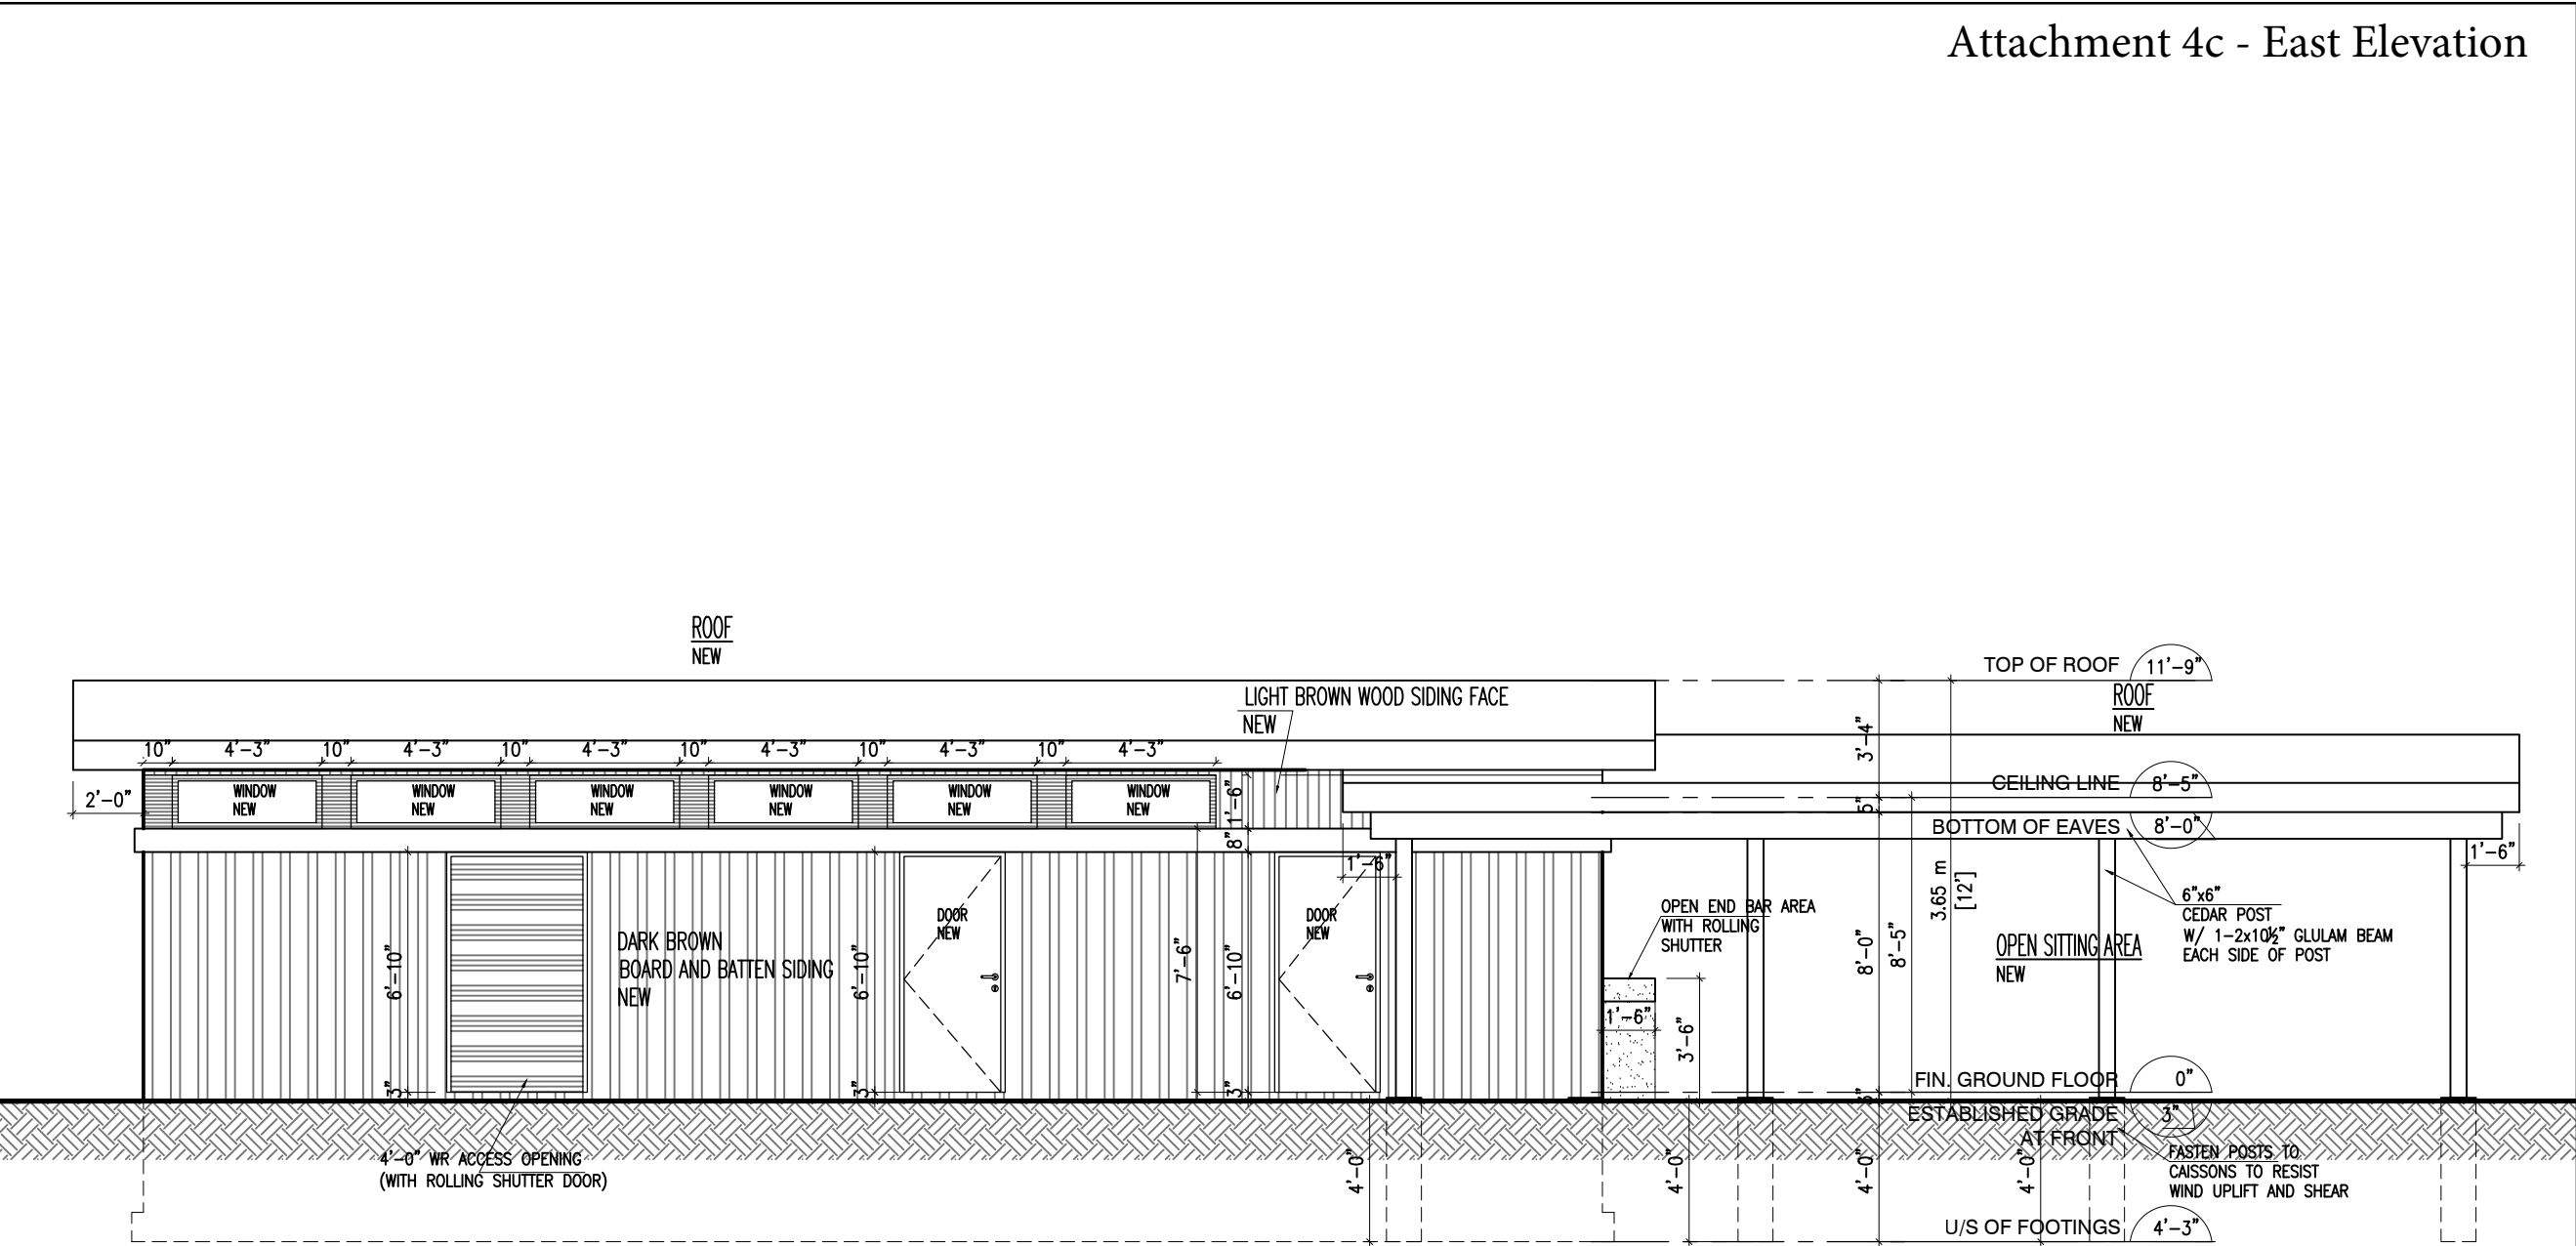 Attachment 4c - East Elevation
ROOF
NEW
TOP OF ROOF 11'-9"
ROOF
NEW
LIGHT BROWN WOOD SIDING FACE
NEW
3'-4"
10" 4'-3" 10" 4'-3" 10" 4'-3" 10" 4'-3" 10" 4'-3" 10" 4'-3"
CEILING LINE 8'-5"
2'-0"
WINDOW WINDOW WINDOW WINDOW WINDOW WINDOW
NEW NEW NEW NEW NEW NEW
1'-6"
5"
BOTTOM OF EAVES 8'-0"
8"
1'-6"
1'-6"
3.65 m
[12']
6"x6"
CEDAR POST
W/ 1-2x10½" GLULAM BEAM
EACH SIDE OF POST
OPEN END BAR AREA
WITH ROLLING
SHUTTER
DOOR DOOR
NEW NEW
DARK BROWN
BOARD AND BATTEN SIDING
NEW
OPEN SITTING AREA
NEW
6'-10" 6'-10" 7'-6" 6'-10" 8'-0" 8'-5"
1'-6"
3'-6"
FIN. GROUND FLOOR 0"
3" 3" 3"
ESTABLISHED GRADE 3"
AT FRONT
4'-0" WR ACCESS OPENING
(WITH ROLLING SHUTTER DOOR)
FASTEN POSTS TO
CAISSONS TO RESIST
WIND UPLIFT AND SHEAR
4'-0" 4'-0" 4'-0" 4'-0"
U/S OF FOOTINGS 4'-3"